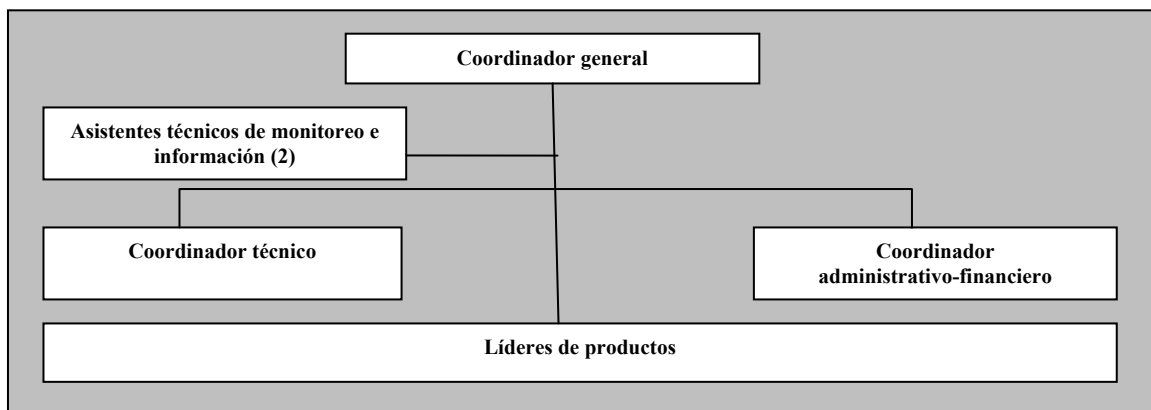 Coordinador general
Asistentes técnicos de monitoreo e
información (2)
Coordinador técnico
Coordinador
administrativo-financiero
Líderes de productos